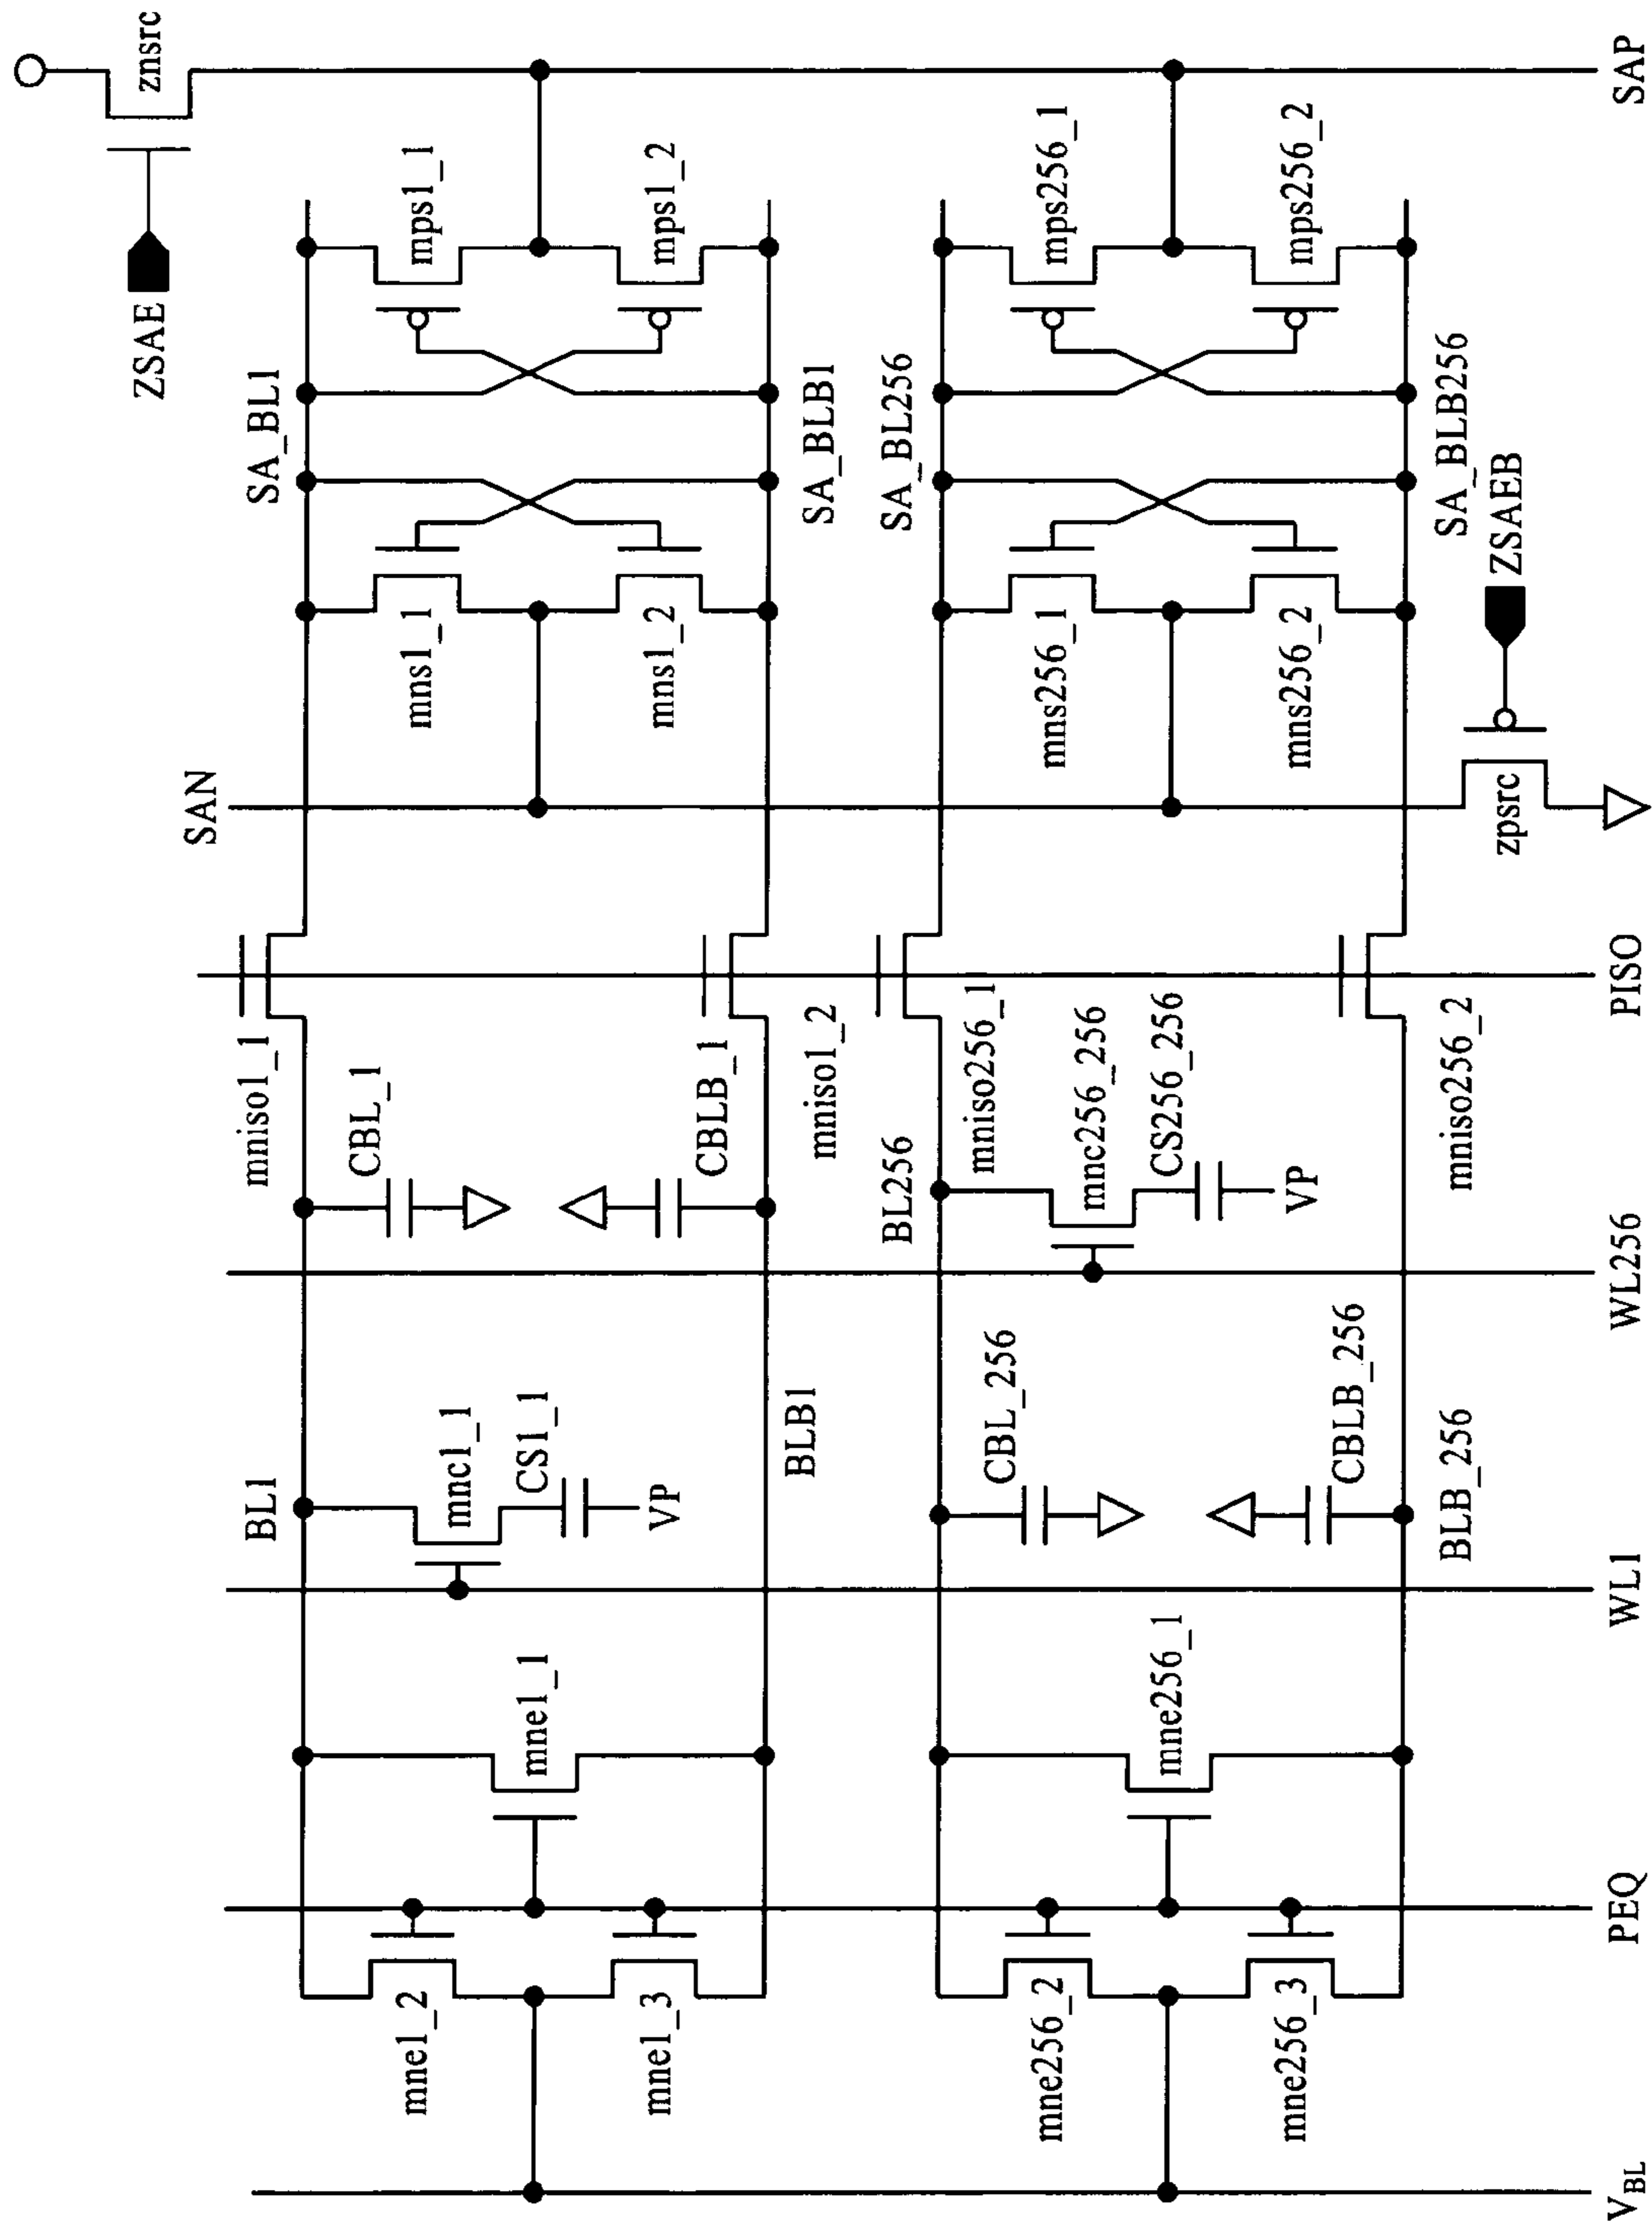 znsrc
ZSAE
SA_BL1
mps1_1
mps1_2
SA_BLB1
SA_BL256
mps256_1
mps256_2
SAP
SAN
mns1_1
mns1_2
mns256_1
mns256_2
SA_BLB256
ZSAEB
zpsrc
PISO
mniso1_1
CBL_1
CBLB_1
mniso1_2
BL256
mniso256_1
mnc256_256
CS256_256
VP
mniso256_2
WL256
BL1
mnc1_1
CS1_1
VP
BLB1
CBL_256
CBLB_256
BLB_256
WL1
mne1_1
mne256_1
PEQ
mne1_2
mne1_3
mne256_2
mne256_3
VBL